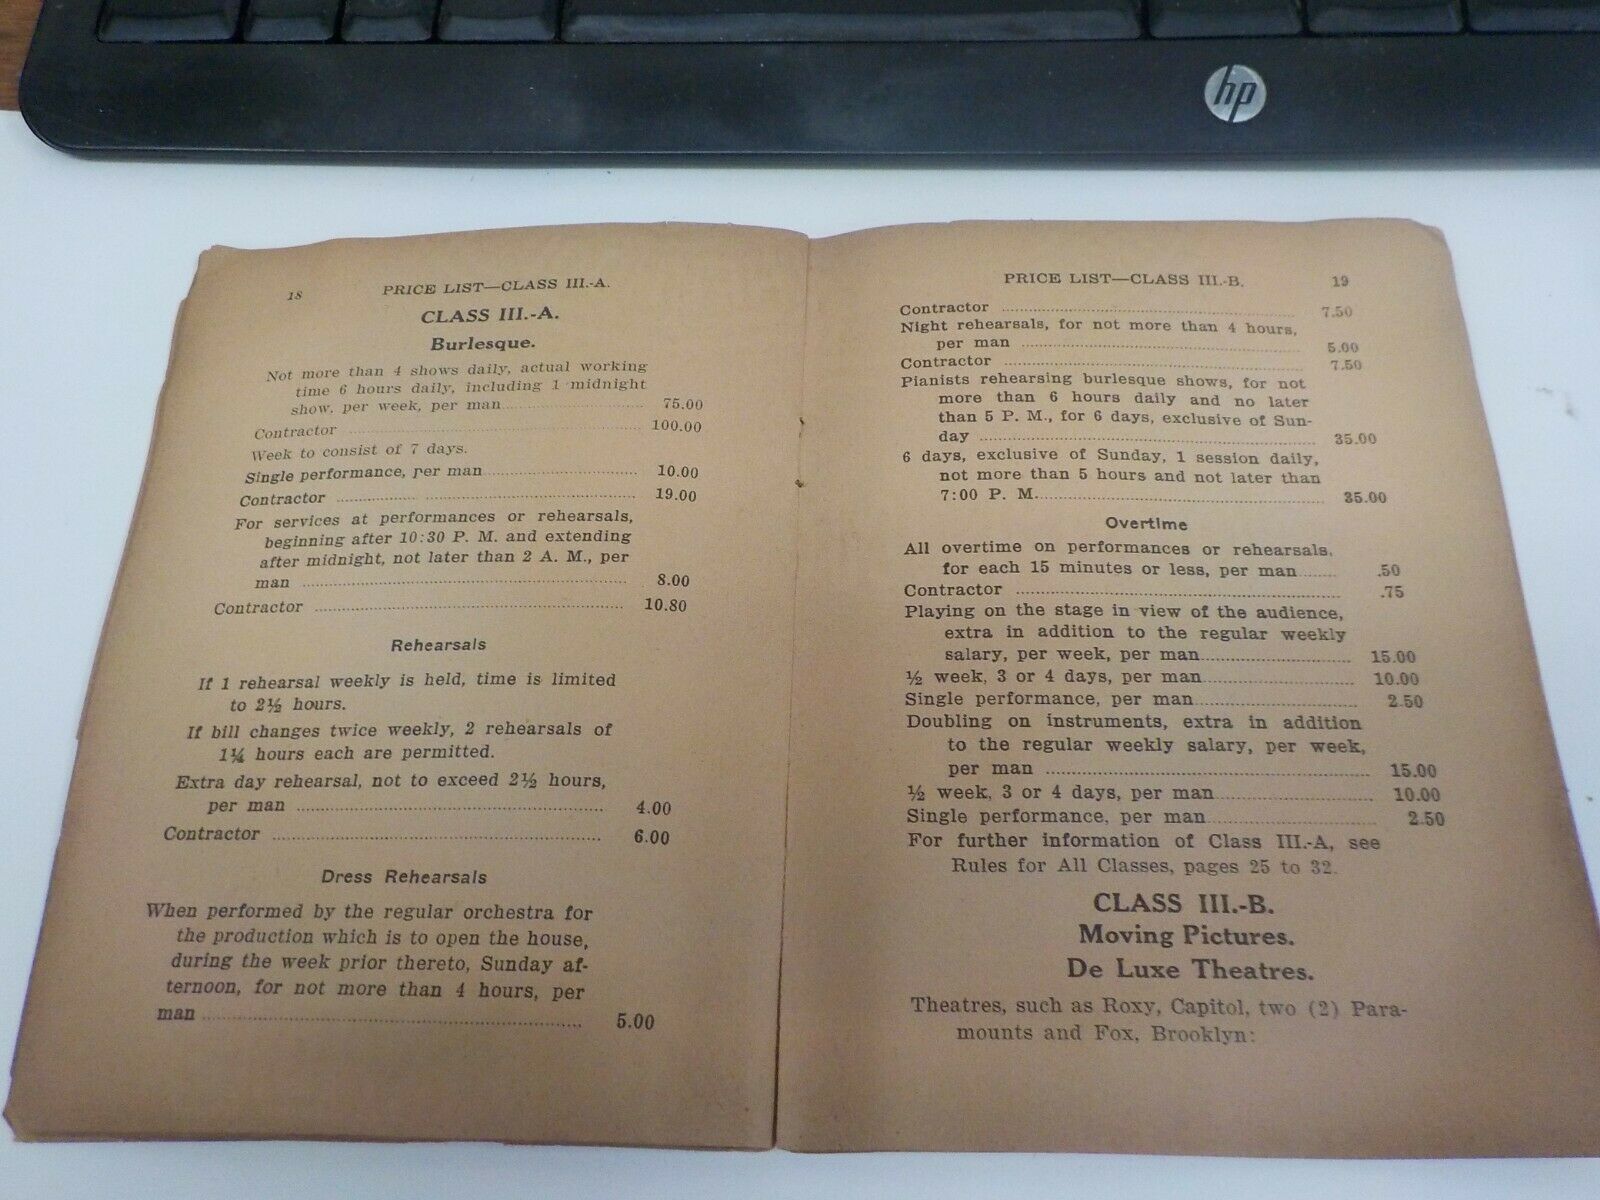 hp
18 PRICE LIST—CLASS III.-A.
CLASS III.-A.
Burlesque.
Not more than 4 shows daily, actual working
time 6 hours daily, including 1 midnight
show, per week, per man 75.00
Contractor 100.00
Week to consist of 7 days.
Single performance, per man 10.00
Contractor 19.00
For services at performances or rehearsals,
beginning after 10:30 P. M. and extending
after midnight, not later than 2 A. M., per
man 8.00
Contractor 10.80
Rehearsals
If 1 rehearsal weekly is held, time is limited
to 2½ hours.
If bill changes twice weekly, 2 rehearsals of
1¼ hours each are permitted.
Extra day rehearsal, not to exceed 2½ hours,
per man 4.00
Contractor 6.00
Dress Rehearsals
When performed by the regular orchestra for
the production which is to open the house,
during the week prior thereto, Sunday af-
ternoon, for not more than 4 hours, per
man 5.00
PRICE LIST—CLASS III.-B. 19
Contractor 7.50
Night rehearsals, for not more than 4 hours,
per man 5.00
Contractor 7.50
Pianists rehearsing burlesque shows, for not
more than 6 hours daily and no later
than 5 P. M., for 6 days, exclusive of Sun-
day 35.00
6 days, exclusive of Sunday, 1 session daily,
not more than 5 hours and not later than
7:00 P. M. 35.00
Overtime
All overtime on performances or rehearsals,
for each 15 minutes or less, per man .50
Contractor .75
Playing on the stage in view of the audience,
extra in addition to the regular weekly
salary, per week, per man 15.00
½ week, 3 or 4 days, per man 10.00
Single performance, per man 2.50
Doubling on instruments, extra in addition
to the regular weekly salary, per week,
per man 15.00
½ week, 3 or 4 days, per man 10.00
Single performance, per man 2.50
For further information of Class III.-A, see
Rules for All Classes, pages 25 to 32.
CLASS III.-B.
Moving Pictures.
De Luxe Theatres.
Theatres, such as Roxy, Capitol, two (2) Para-
mounts and Fox, Brooklyn: